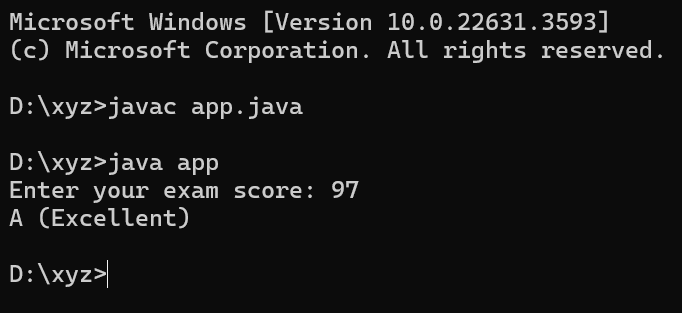 Microsoft Windows [Version 10.0.22631.3593]
(c) Microsoft Corporation. All rights reserved.
D:\xyz>javac app.java
D:\xyz>java app
Enter your exam score: 97
A (Excellent)
D:\xyz>